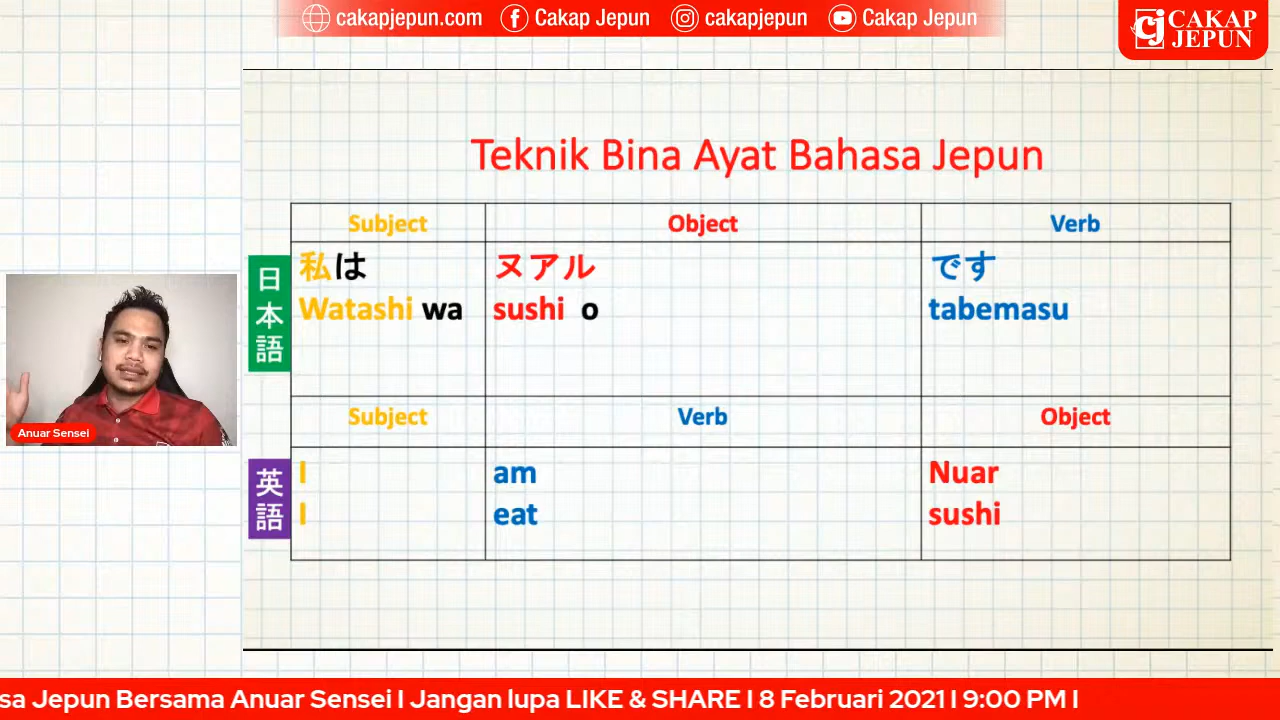 cakapjepun.com Cakap Jepun cakapjepun Cakap Jepun
CAKAP
JEPUN
Teknik Bina Ayat Bahasa Jepun
Subject Object Verb
日本語
私は ヌアル です
Watashi wa sushi o tabemasu
Subject Verb Object
英語
I am Nuar
I eat sushi
Anuar Sensei
sa Jepun Bersama Anuar Sensei I Jangan lupa LIKE & SHARE I 8 Februari 2021 I 9:00 PM I